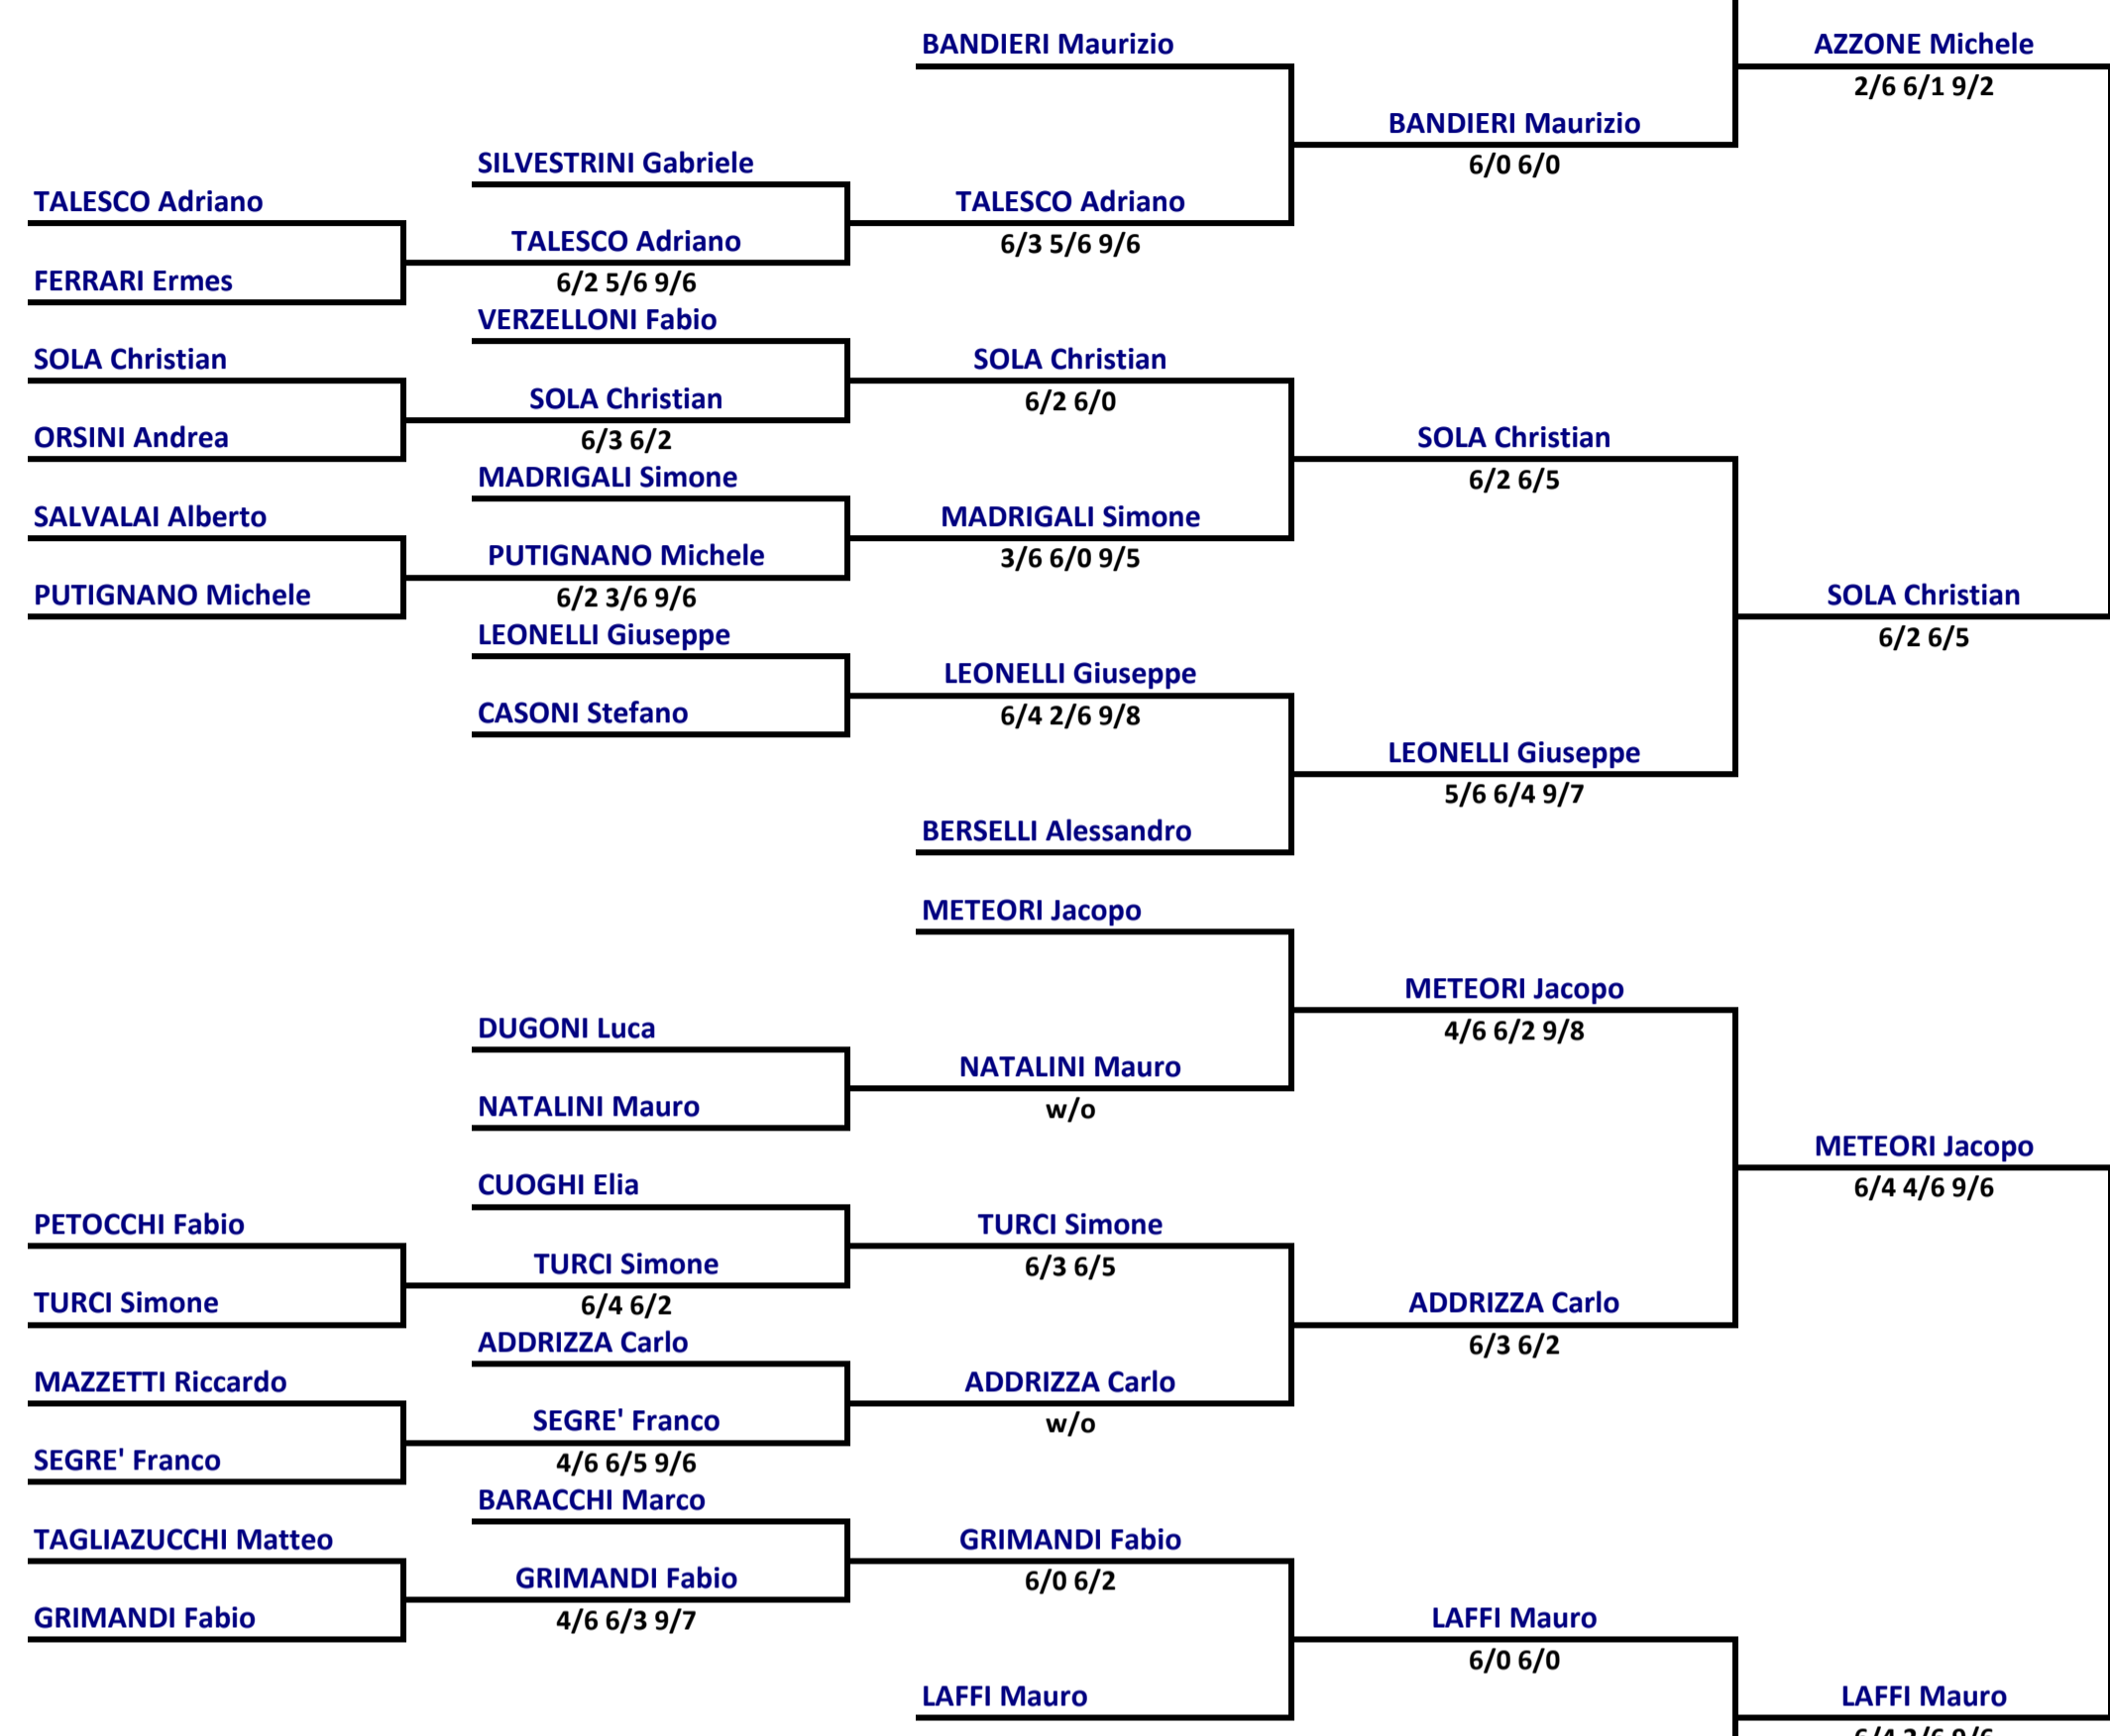 BANDIERI Maurizio
AZZONE Michele
2/6 6/1 9/2
BANDIERI Maurizio
6/0 6/0
SILVESTRINI Gabriele
TALESCO Adriano
TALESCO Adriano
6/3 5/6 9/6
TALESCO Adriano
6/2 5/6 9/6
FERRARI Ermes
VERZELLONI Fabio
SOLA Christian
SOLA Christian
6/2 6/0
SOLA Christian
6/3 6/2
ORSINI Andrea
SOLA Christian
6/2 6/5
MADRIGALI Simone
SALVALAI Alberto
MADRIGALI Simone
3/6 6/0 9/5
PUTIGNANO Michele
6/2 3/6 9/6
PUTIGNANO Michele
SOLA Christian
6/2 6/5
LEONELLI Giuseppe
LEONELLI Giuseppe
6/4 2/6 9/8
CASONI Stefano
LEONELLI Giuseppe
5/6 6/4 9/7
BERSELLI Alessandro
METEORI Jacopo
METEORI Jacopo
4/6 6/2 9/8
DUGONI Luca
NATALINI Mauro
w/o
NATALINI Mauro
METEORI Jacopo
6/4 4/6 9/6
CUOGHI Elia
PETOCCHI Fabio
TURCI Simone
6/3 6/5
TURCI Simone
6/4 6/2
TURCI Simone
ADDRIZZA Carlo
6/3 6/2
ADDRIZZA Carlo
MAZZETTI Riccardo
ADDRIZZA Carlo
w/o
SEGRE' Franco
4/6 6/5 9/6
SEGRE' Franco
BARACCHI Marco
TAGLIAZUCCHI Matteo
GRIMANDI Fabio
6/0 6/2
GRIMANDI Fabio
4/6 6/3 9/7
GRIMANDI Fabio
LAFFI Mauro
6/0 6/0
LAFFI Mauro
LAFFI Mauro